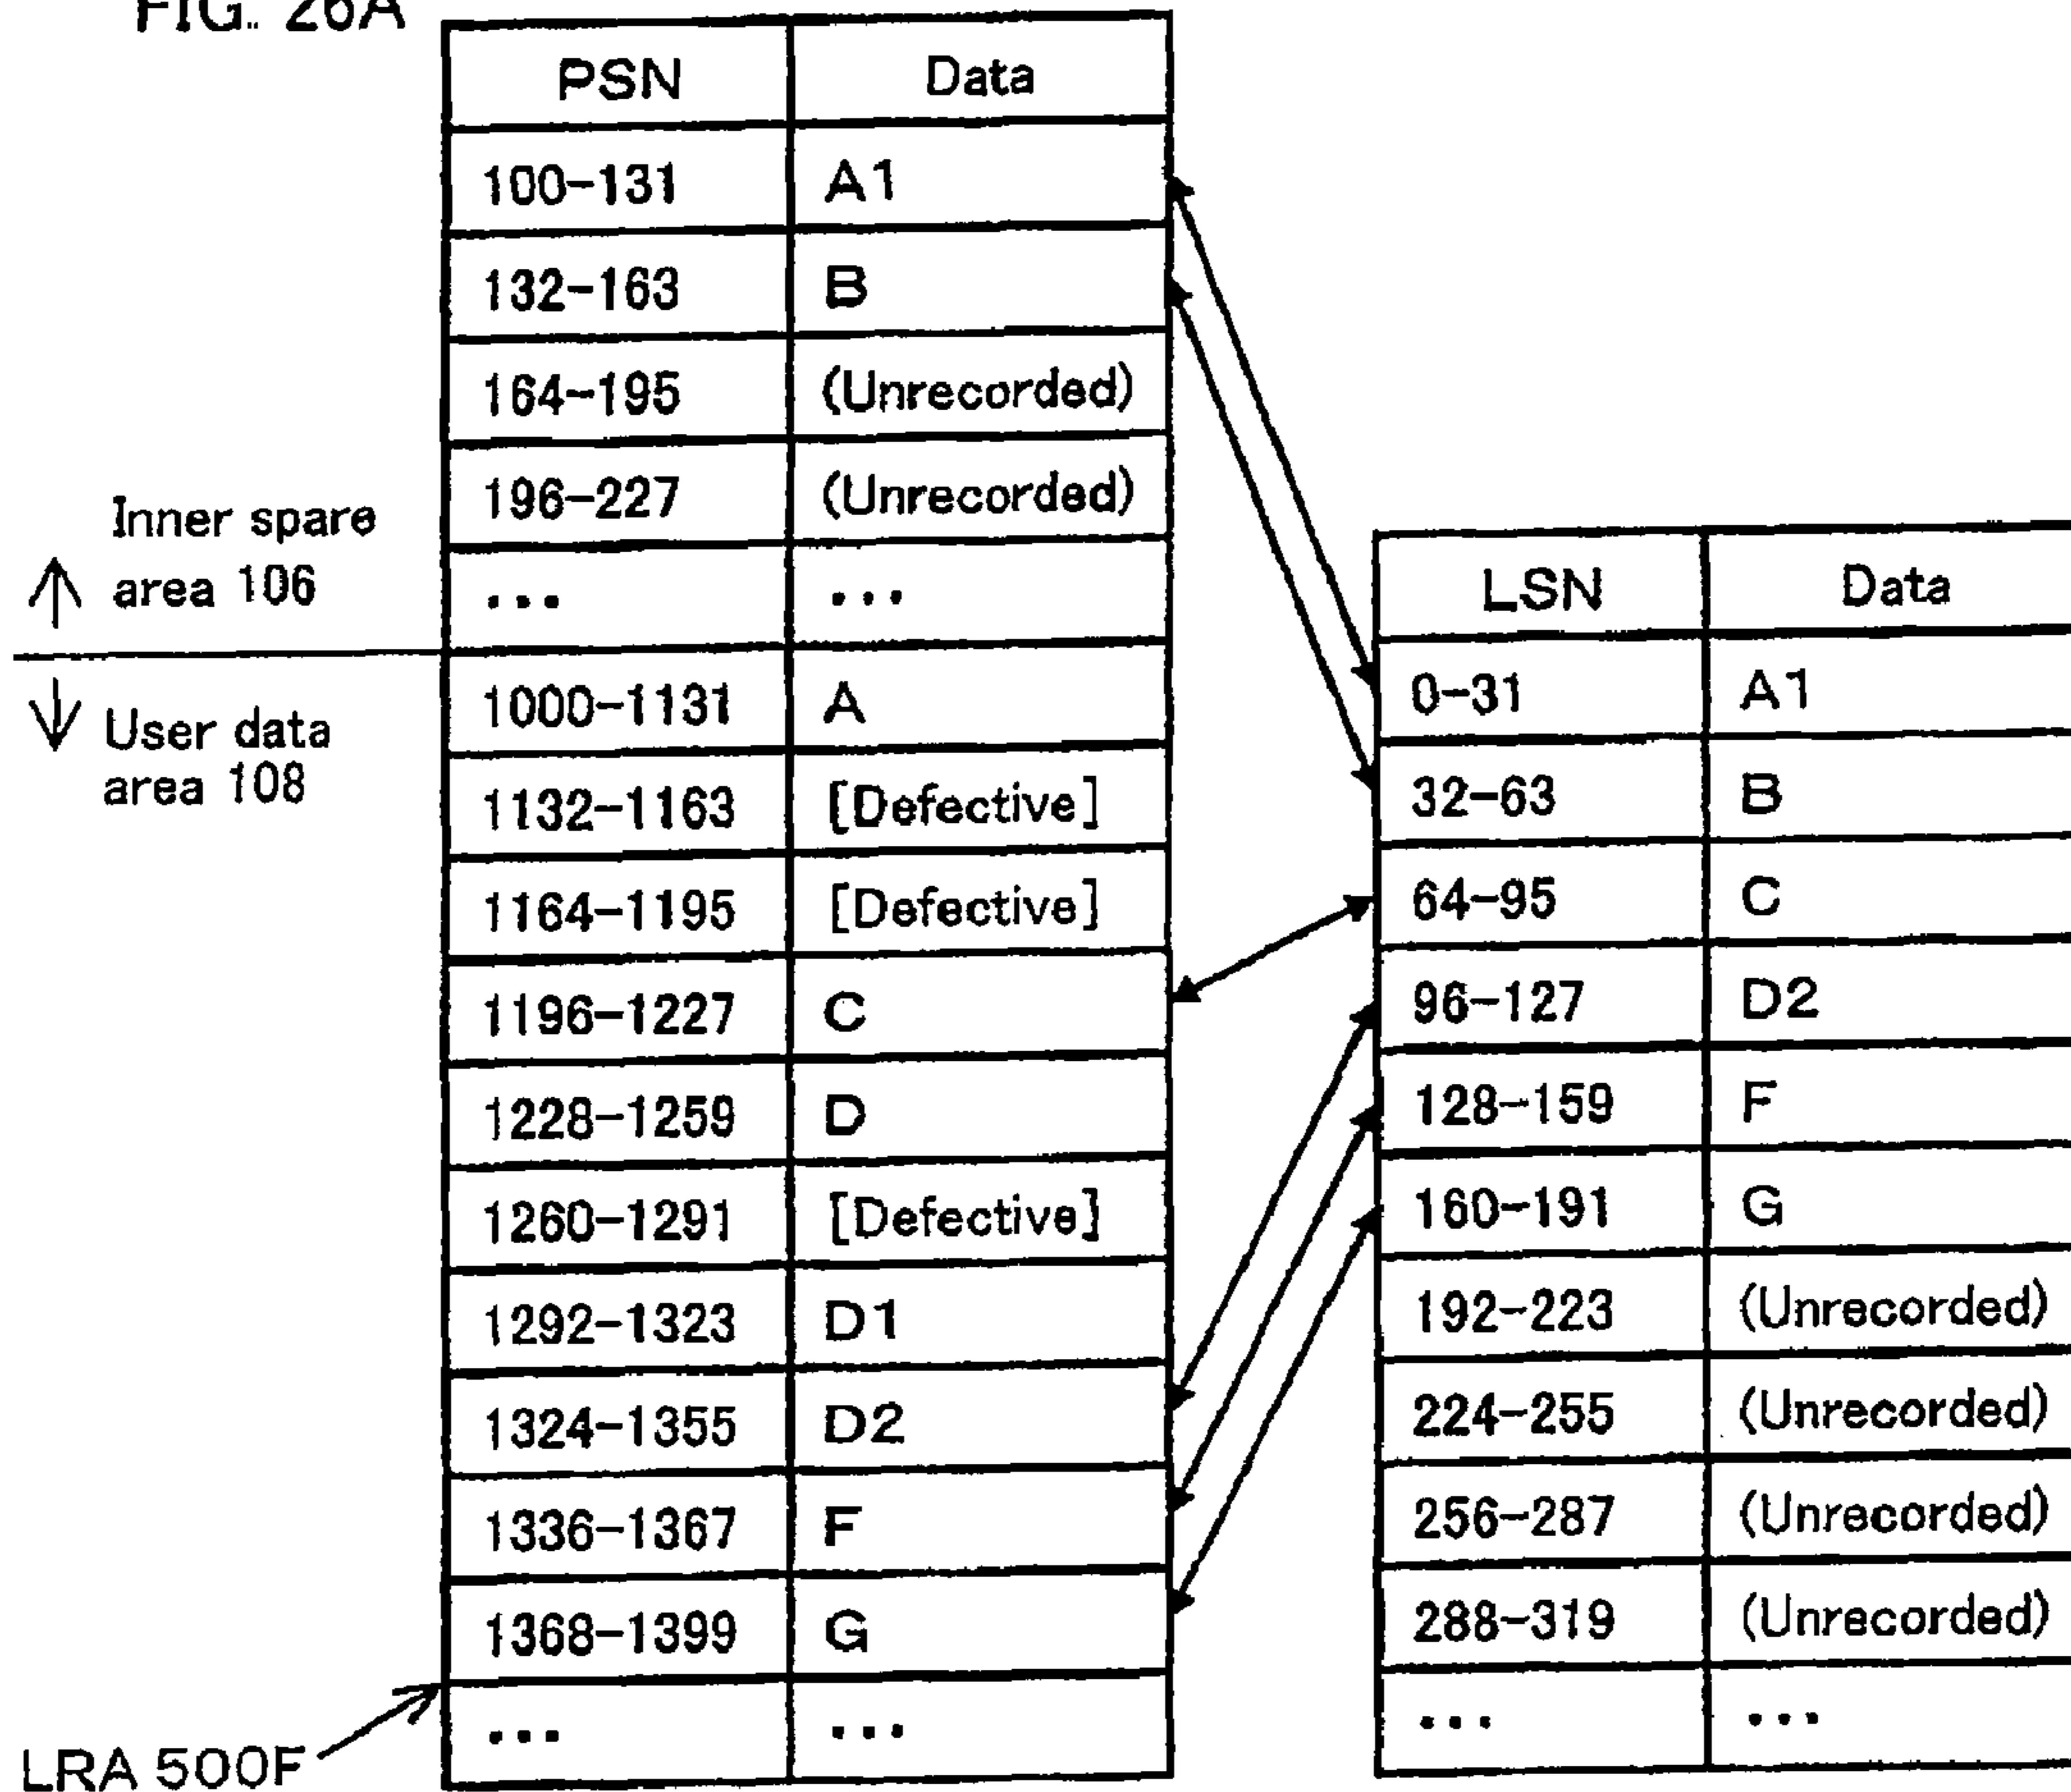 FIG. 26A
PSN Data
100-131 A1
132-163 B
164-195 (Unrecorded)
196-227 (Unrecorded)
... ...
1000-1131 A
1132-1163 [Defective]
1164-1195 [Defective]
1196-1227 C
1228-1259 D
1260-1291 [Defective]
1292-1323 D1
1324-1355 D2
1336-1367 F
1368-1399 G
... ...
Inner spare
area 106
User data
area 108
LRA 500F
LSN Data
0-31 A1
32-63 B
64-95 C
96-127 D2
128-159 F
160-191 G
192-223 (Unrecorded)
224-255 (Unrecorded)
256-287 (Unrecorded)
288-319 (Unrecorded)
... ...